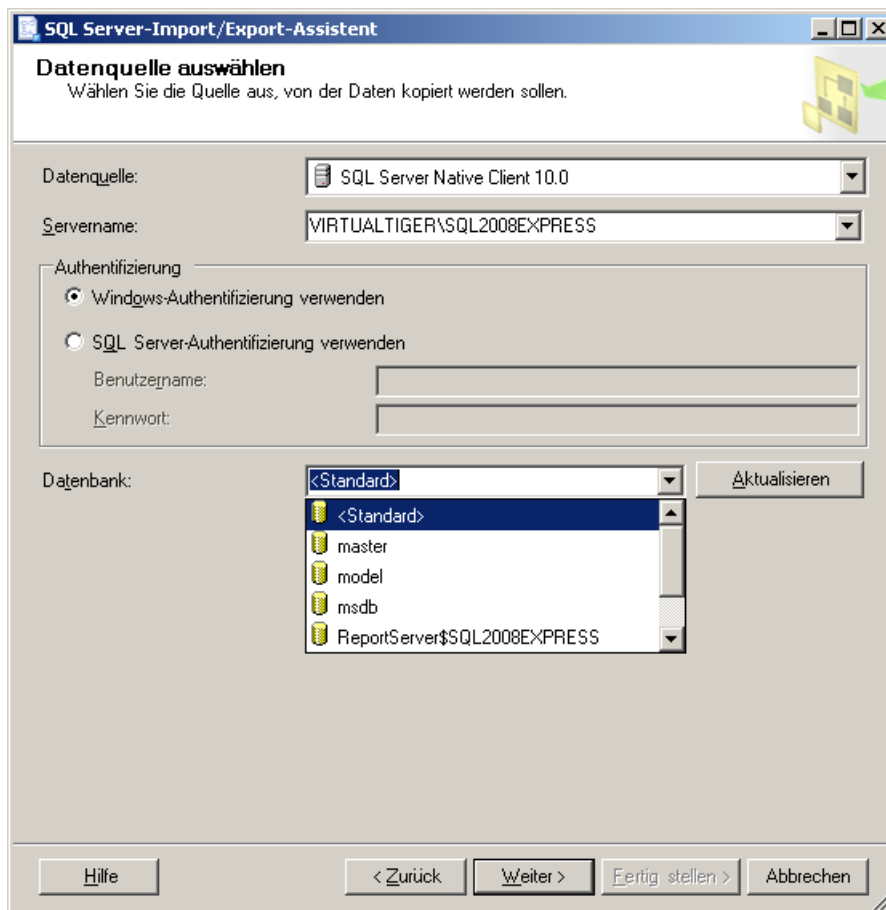 SQL Server-Import/Export-Assistent
Datenquelle auswählen
Wählen Sie die Quelle aus, von der Daten kopiert werden sollen.
Datenquelle: SQL Server Native Client 10.0
Servername: VIRTUALTIGER\SQL2008EXPRESS
Authentifizierung
Windows-Authentifizierung verwenden
SQL Server-Authentifizierung verwenden
Benutzername:
Kennwort:
Datenbank: <Standard> Aktualisieren
<Standard>
master
model
msdb
ReportServer$SQL2008EXPRESS
Hilfe < Zurück Weiter > Fertig stellen > Abbrechen